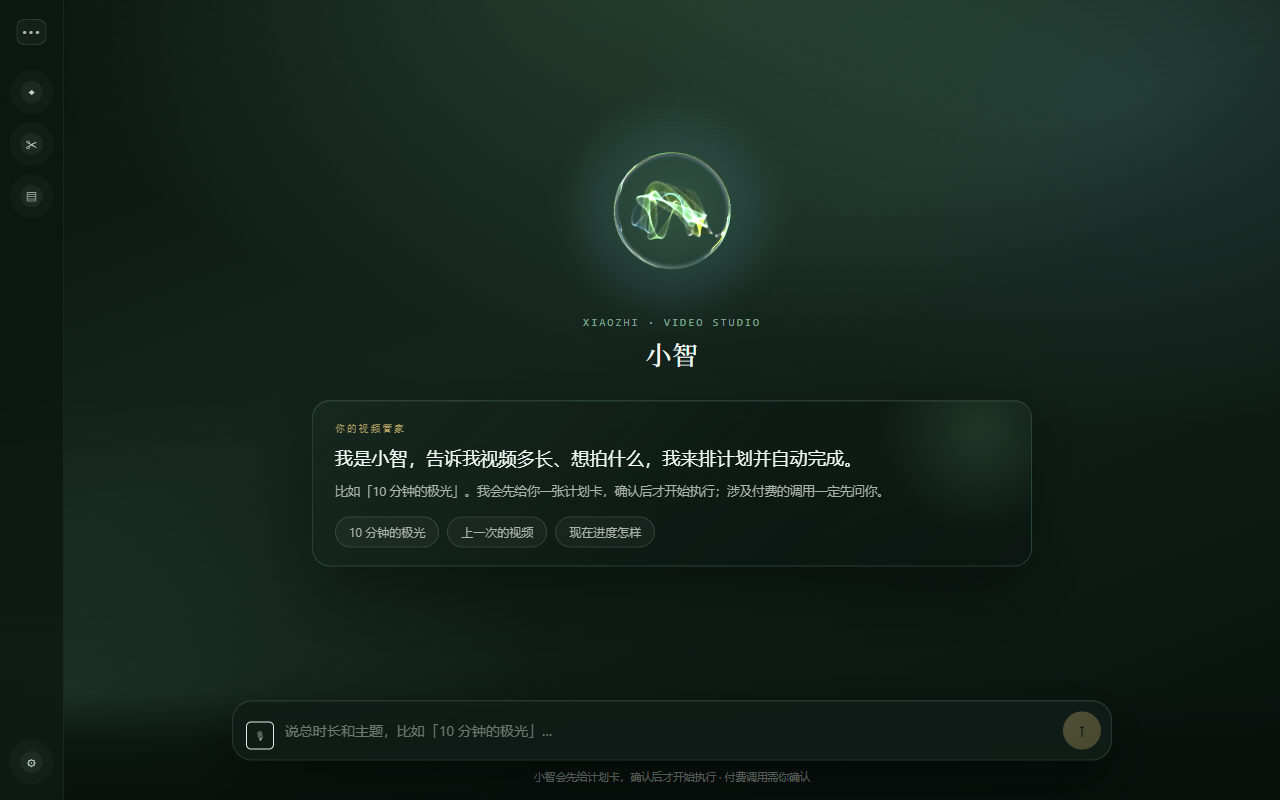 XIAOZHI · VIDEO STUDIO
小智
你的视频管家
我是小智，告诉我视频多长、想拍什么，我来排计划并自动完成。
比如「10 分钟的极光」。我会先给你一张计划卡，确认后才开始执行；涉及付费的调用一定先问你。
10 分钟的极光
上一次的视频
现在进度怎样
说总时长和主题，比如「10 分钟的极光」...
小智会先给计划卡，确认后才开始执行 · 付费调用需你确认